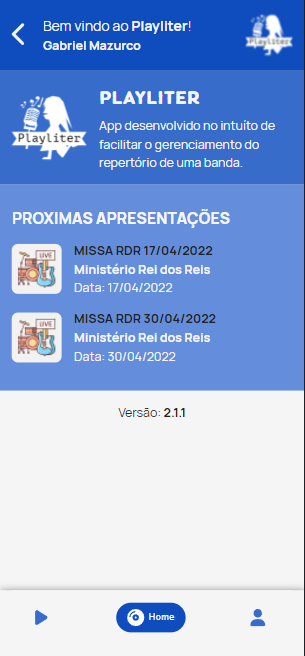 Bem vindo ao Playliter!
Gabriel Mazurco
Playliter
PLAYLITER
Playliter
App desenvolvido no intuíto de
facilitar o gerenciamento do
repertório de uma banda.
PROXIMAS APRESENTAÇÕES
LIVE
MISSA RDR 17/04/2022
Ministério Rei dos Reis
Data: 17/04/2022
LIVE
MISSA RDR 30/04/2022
Ministério Rei dos Reis
Data: 30/04/2022
Versão: 2.1.1
Home